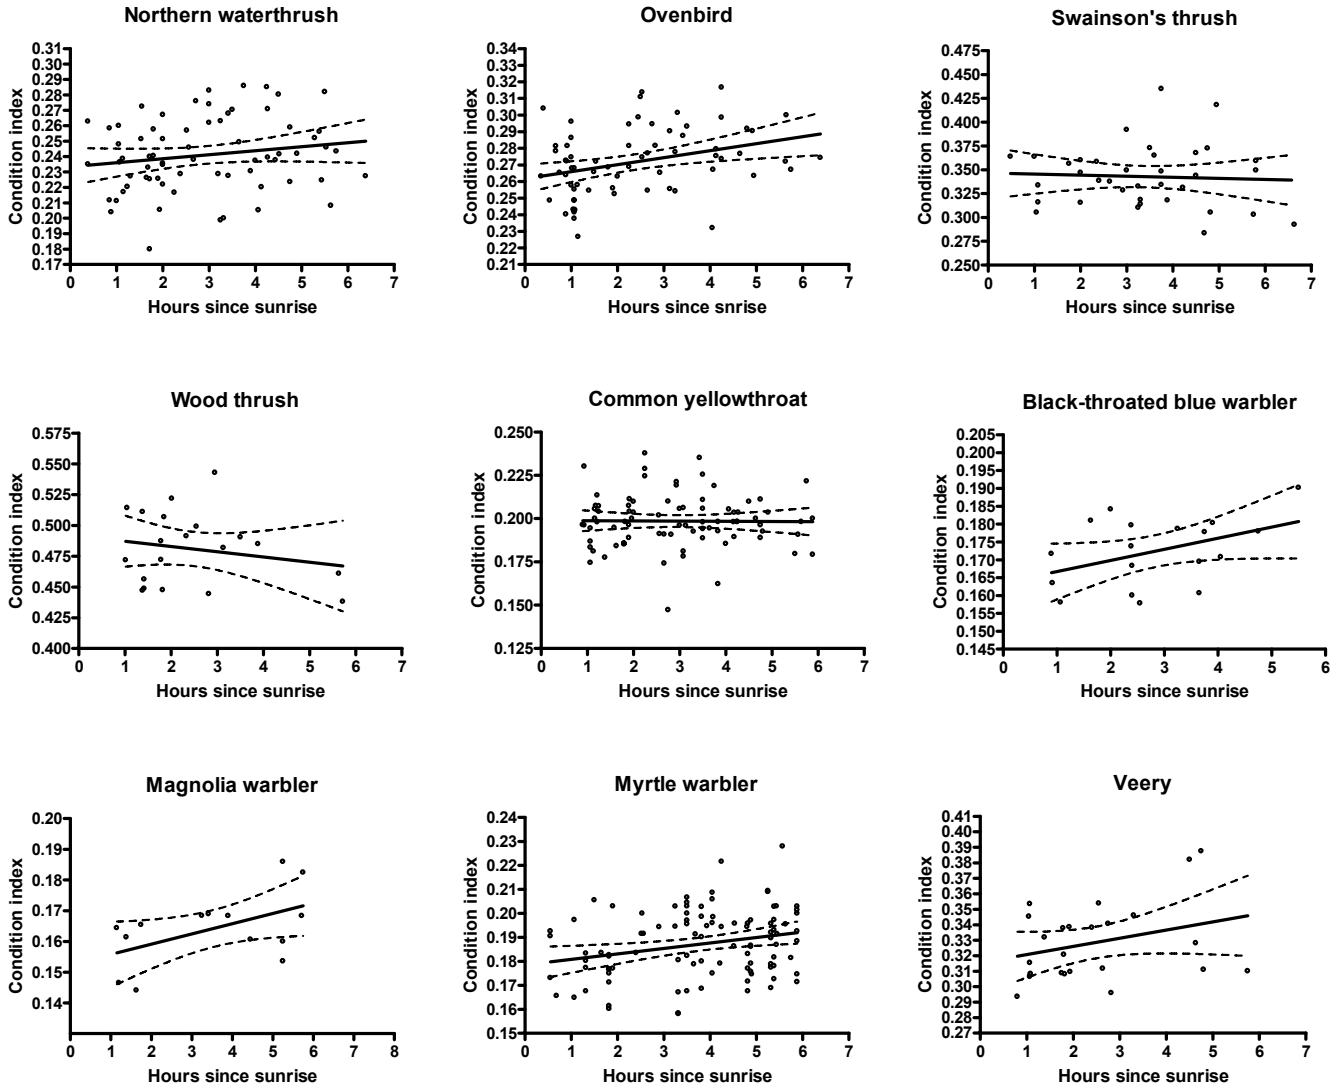 Northern waterthrush
Condition index
0.31
0.30
0.29
0.28
0.27
0.26
0.25
0.24
0.23
0.22
0.21
0.20
0.19
0.18
0.17
0 1 2 3 4 5 6 7
Hours since sunrise
Ovenbird
Condition index
0.34
0.33
0.32
0.31
0.30
0.29
0.28
0.27
0.26
0.25
0.24
0.23
0.22
0.21
0 1 2 3 4 5 6 7
Hours since sunrise
Swainson's thrush
Condition index
0.475
0.450
0.425
0.400
0.375
0.350
0.325
0.300
0.275
0.250
0 1 2 3 4 5 6 7
Hours since sunrise
Wood thrush
Condition index
0.575
0.550
0.525
0.500
0.475
0.450
0.425
0.400
0 1 2 3 4 5 6 7
Hours since sunrise
Common yellowthroat
Condition index
0.250
0.225
0.200
0.175
0.150
0.125
0 1 2 3 4 5 6 7
Hours since sunrise
Black-throated blue warbler
Condition index
0.205
0.200
0.195
0.190
0.185
0.180
0.175
0.170
0.165
0.160
0.155
0.150
0.145
0 1 2 3 4 5 6
Hours since sunrise
Magnolia warbler
Condition index
0.20
0.19
0.18
0.17
0.16
0.15
0.14
0 1 2 3 4 5 6 7 8
Hours since sunrise
Myrtle warbler
Condition index
0.24
0.23
0.22
0.21
0.20
0.19
0.18
0.17
0.16
0.15
0 1 2 3 4 5 6 7
Hours since sunrise
Veery
Condition index
0.41
0.40
0.39
0.38
0.37
0.36
0.35
0.34
0.33
0.32
0.31
0.30
0.29
0.28
0.27
0 1 2 3 4 5 6 7
Hours since sunrise